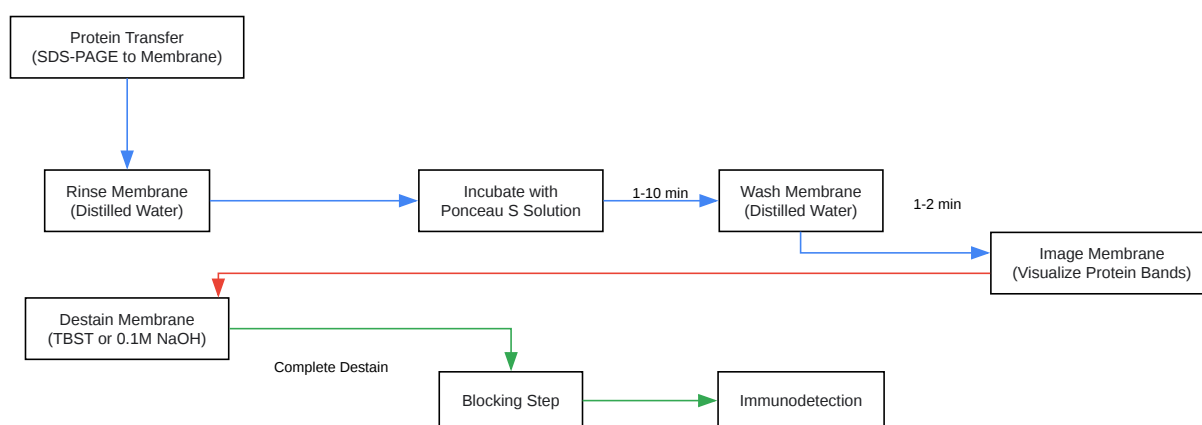 Protein Transfer
(SDS-PAGE to Membrane)
Rinse Membrane
(Distilled Water)
Incubate with
Ponceau S Solution
1-10 min
Wash Membrane
(Distilled Water)
1-2 min
Image Membrane
(Visualize Protein Bands)
Destain Membrane
(TBST or 0.1M NaOH)
Complete Destain
Blocking Step
Immunodetection